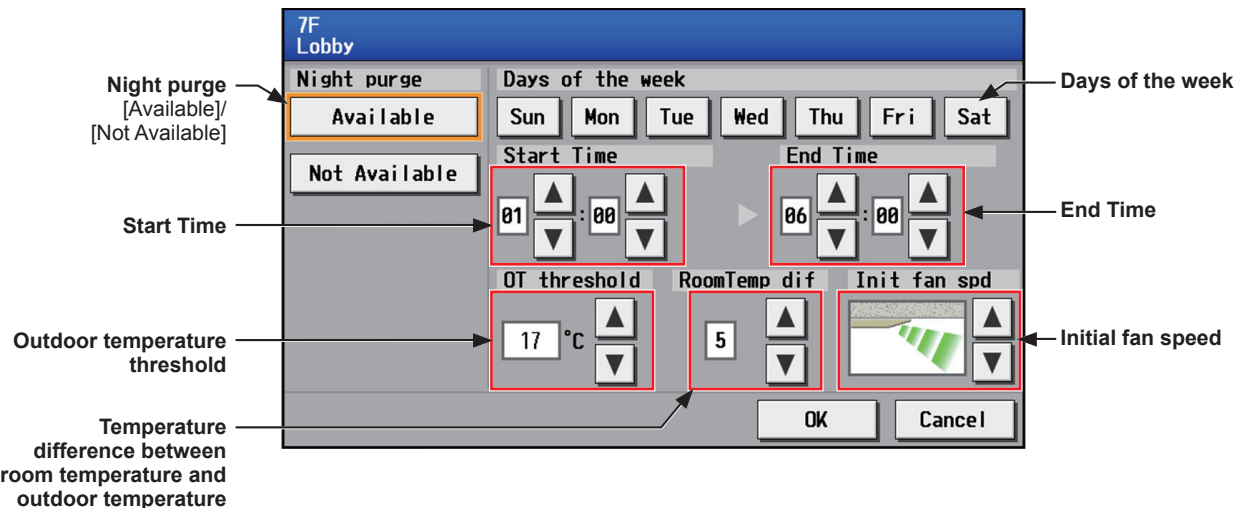 7F
Lobby
Night purge
Days of the week
Available
Sun Mon Tue Wed Thu Fri Sat
Not Available
Start Time
End Time
01 : 00
06 : 00
OT threshold
RoomTemp dif
Init fan spd
17 °C
5
OK
Cancel
Night purge
[Available]/
[Not Available]
Start Time
Outdoor temperature
threshold
Temperature
difference between
room temperature and
outdoor temperature
Days of the week
End Time
Initial fan speed